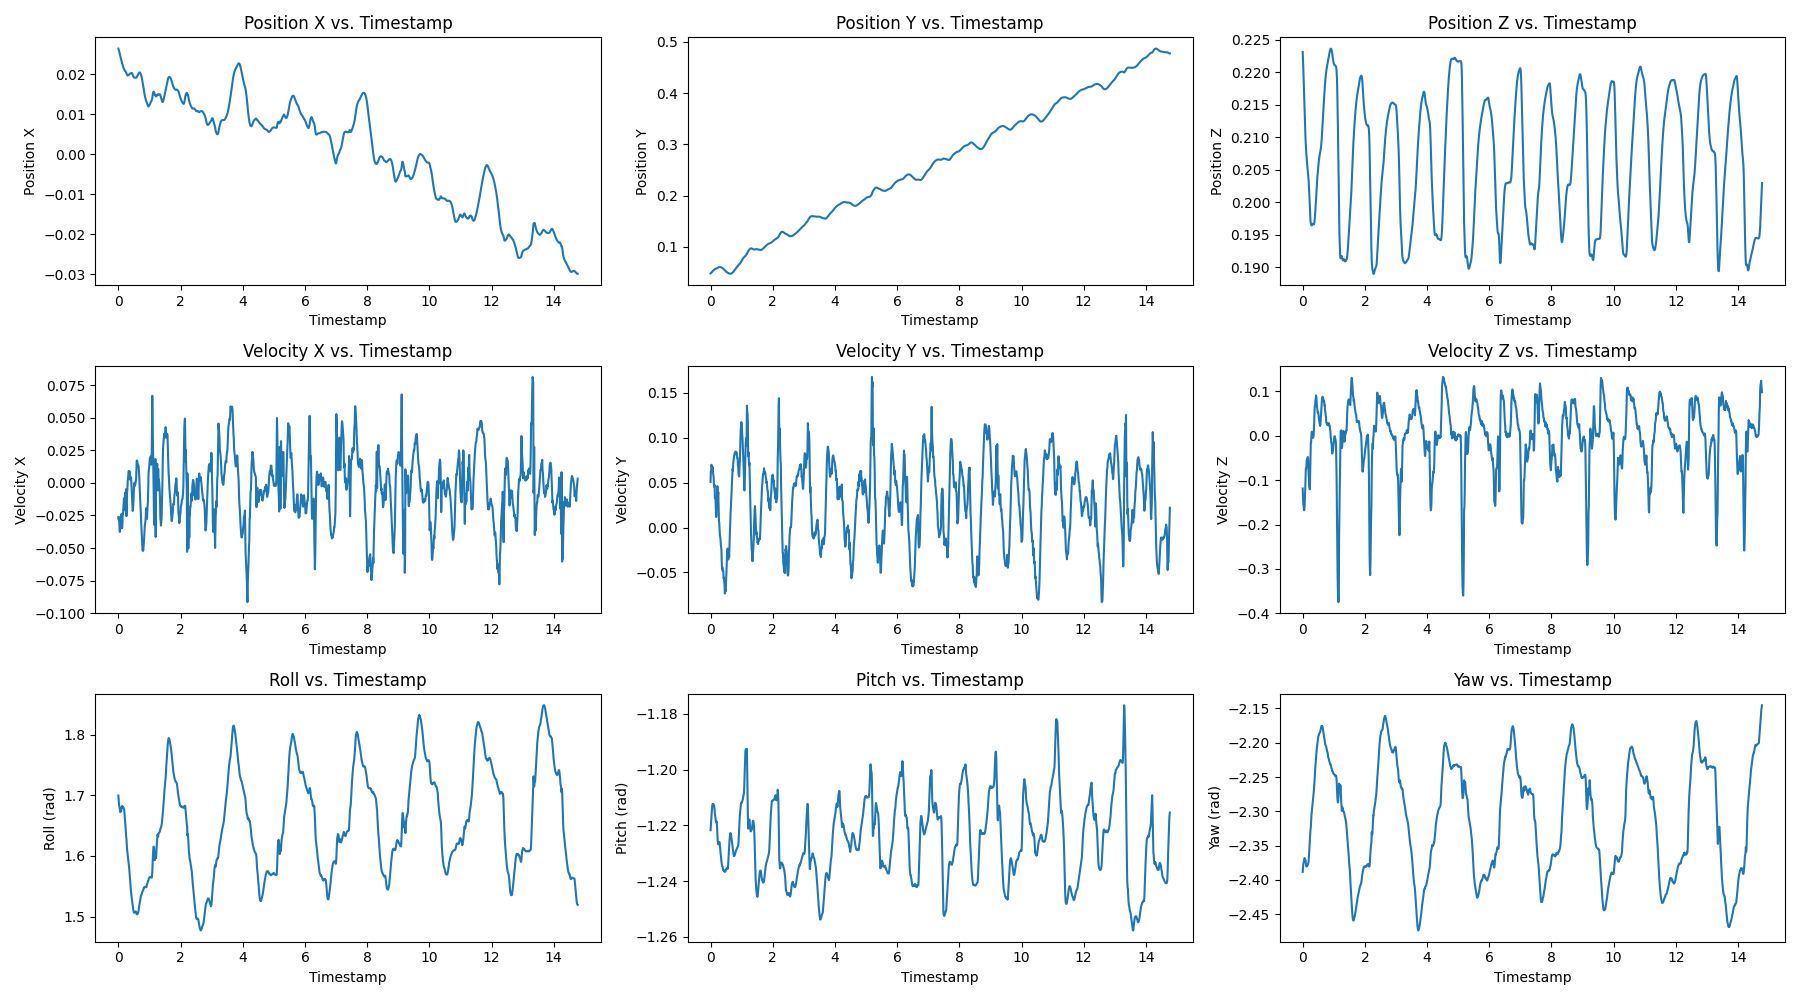 Position X vs. Timestamp
Position X
0.02
0.01
0.00
−0.01
−0.02
−0.03
0 2 4 6 8 10 12 14
Timestamp
Position Y vs. Timestamp
Position Y
0.5
0.4
0.3
0.2
0.1
0 2 4 6 8 10 12 14
Timestamp
Position Z vs. Timestamp
Position Z
0.225
0.220
0.215
0.210
0.205
0.200
0.195
0.190
0 2 4 6 8 10 12 14
Timestamp
Velocity X vs. Timestamp
Velocity X
0.075
0.050
0.025
0.000
−0.025
−0.050
−0.075
−0.100
0 2 4 6 8 10 12 14
Timestamp
Velocity Y vs. Timestamp
Velocity Y
0.15
0.10
0.05
0.00
−0.05
0 2 4 6 8 10 12 14
Timestamp
Velocity Z vs. Timestamp
Velocity Z
0.1
0.0
−0.1
−0.2
−0.3
−0.4
0 2 4 6 8 10 12 14
Timestamp
Roll vs. Timestamp
Roll (rad)
1.8
1.7
1.6
1.5
0 2 4 6 8 10 12 14
Timestamp
Pitch vs. Timestamp
Pitch (rad)
−1.18
−1.20
−1.22
−1.24
−1.26
0 2 4 6 8 10 12 14
Timestamp
Yaw vs. Timestamp
Yaw (rad)
−2.15
−2.20
−2.25
−2.30
−2.35
−2.40
−2.45
0 2 4 6 8 10 12 14
Timestamp